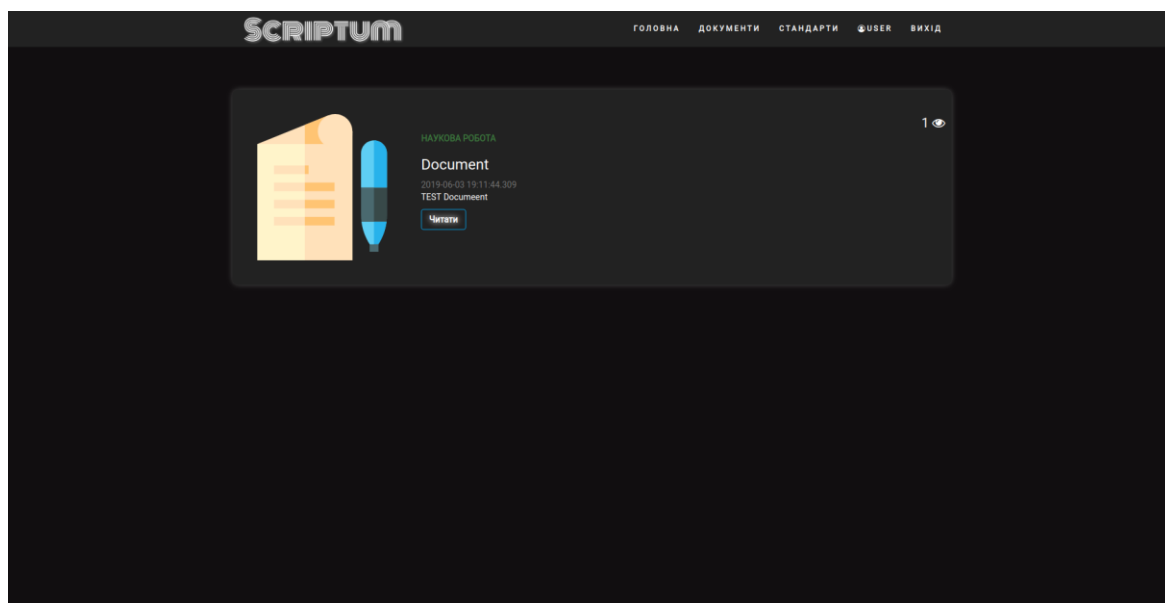 SCRIPTUM ГОЛОВНА ДОКУМЕНТИ СТАНДАРТИ USER ВИХІД
1
НАУКОВА РОБОТА
Document
2019-06-03 19:11:44.309
TEST Documeent
Читати